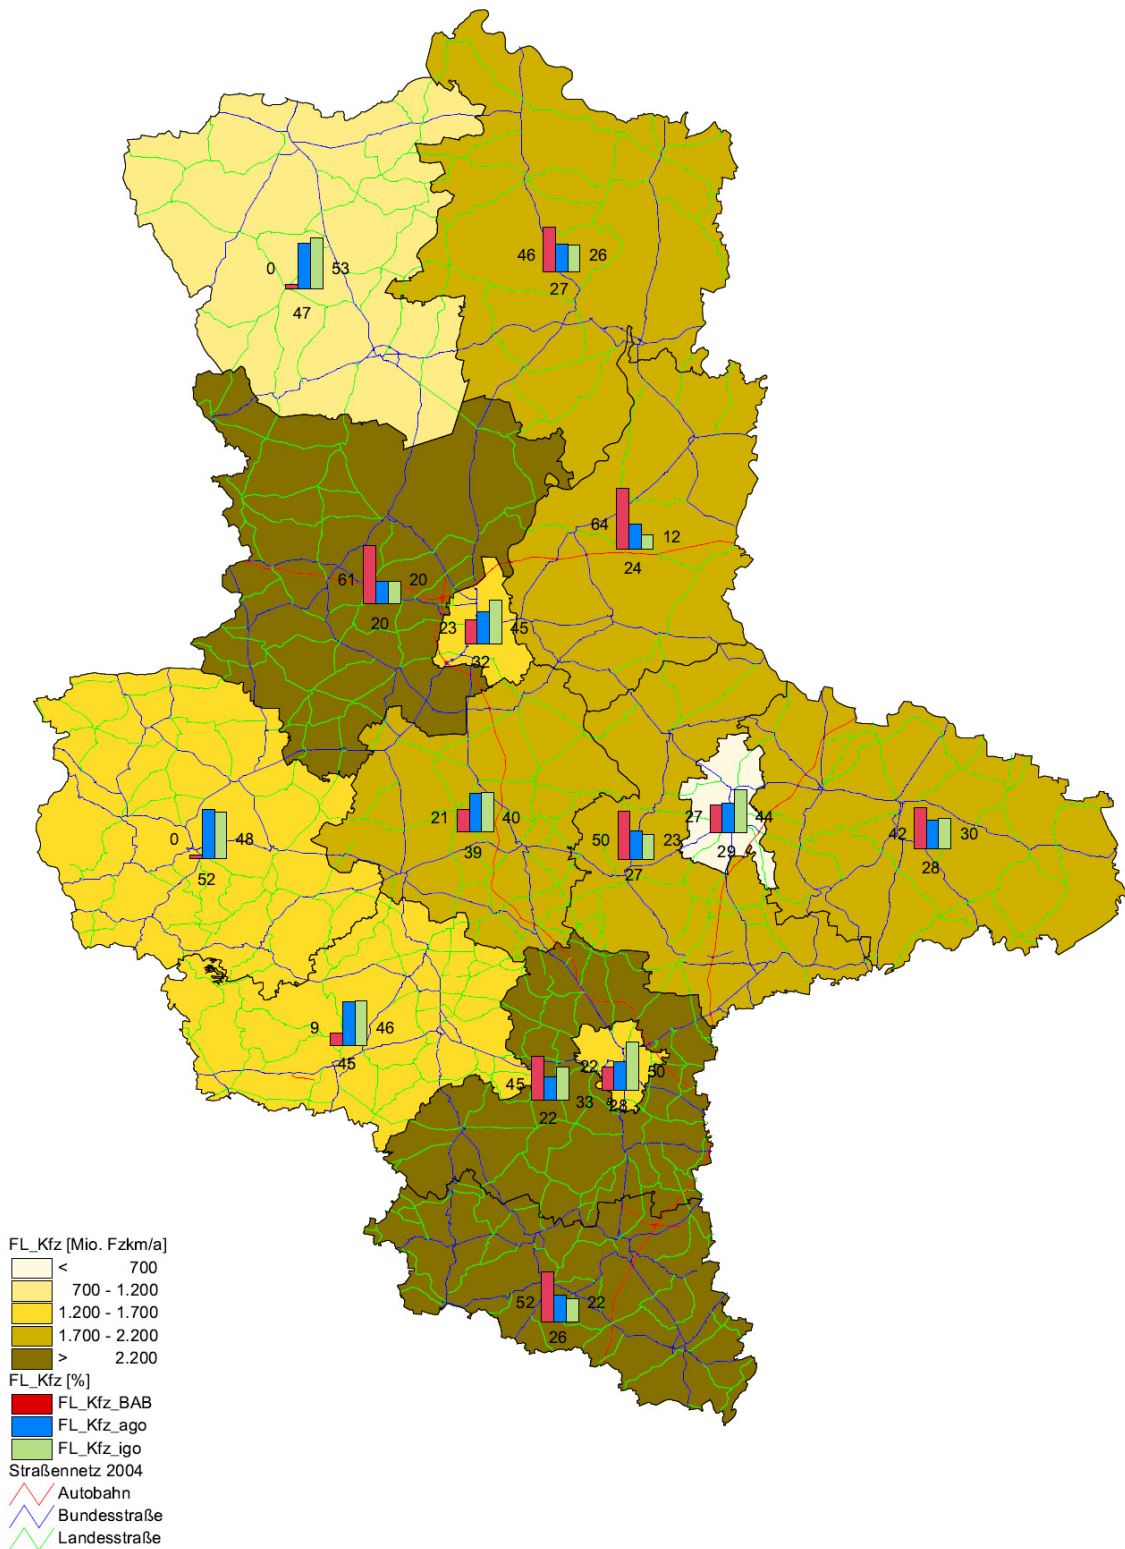 46 26
27
0 53
47
64 12
24
61 20
20
23 45
32
21 40
39
0 48
52
50 23
27
27 44
29
42 30
28
9 46
45
45 33
22
22 50
28
52 22
26
FL_Kfz [Mio. Fzkm/a]
< 700
700 - 1.200
1.200 - 1.700
1.700 - 2.200
> 2.200
FL_Kfz [%]
FL_Kfz_BAB
FL_Kfz_ago
FL_Kfz_igo
Straßennetz 2004
Autobahn
Bundesstraße
Landesstraße